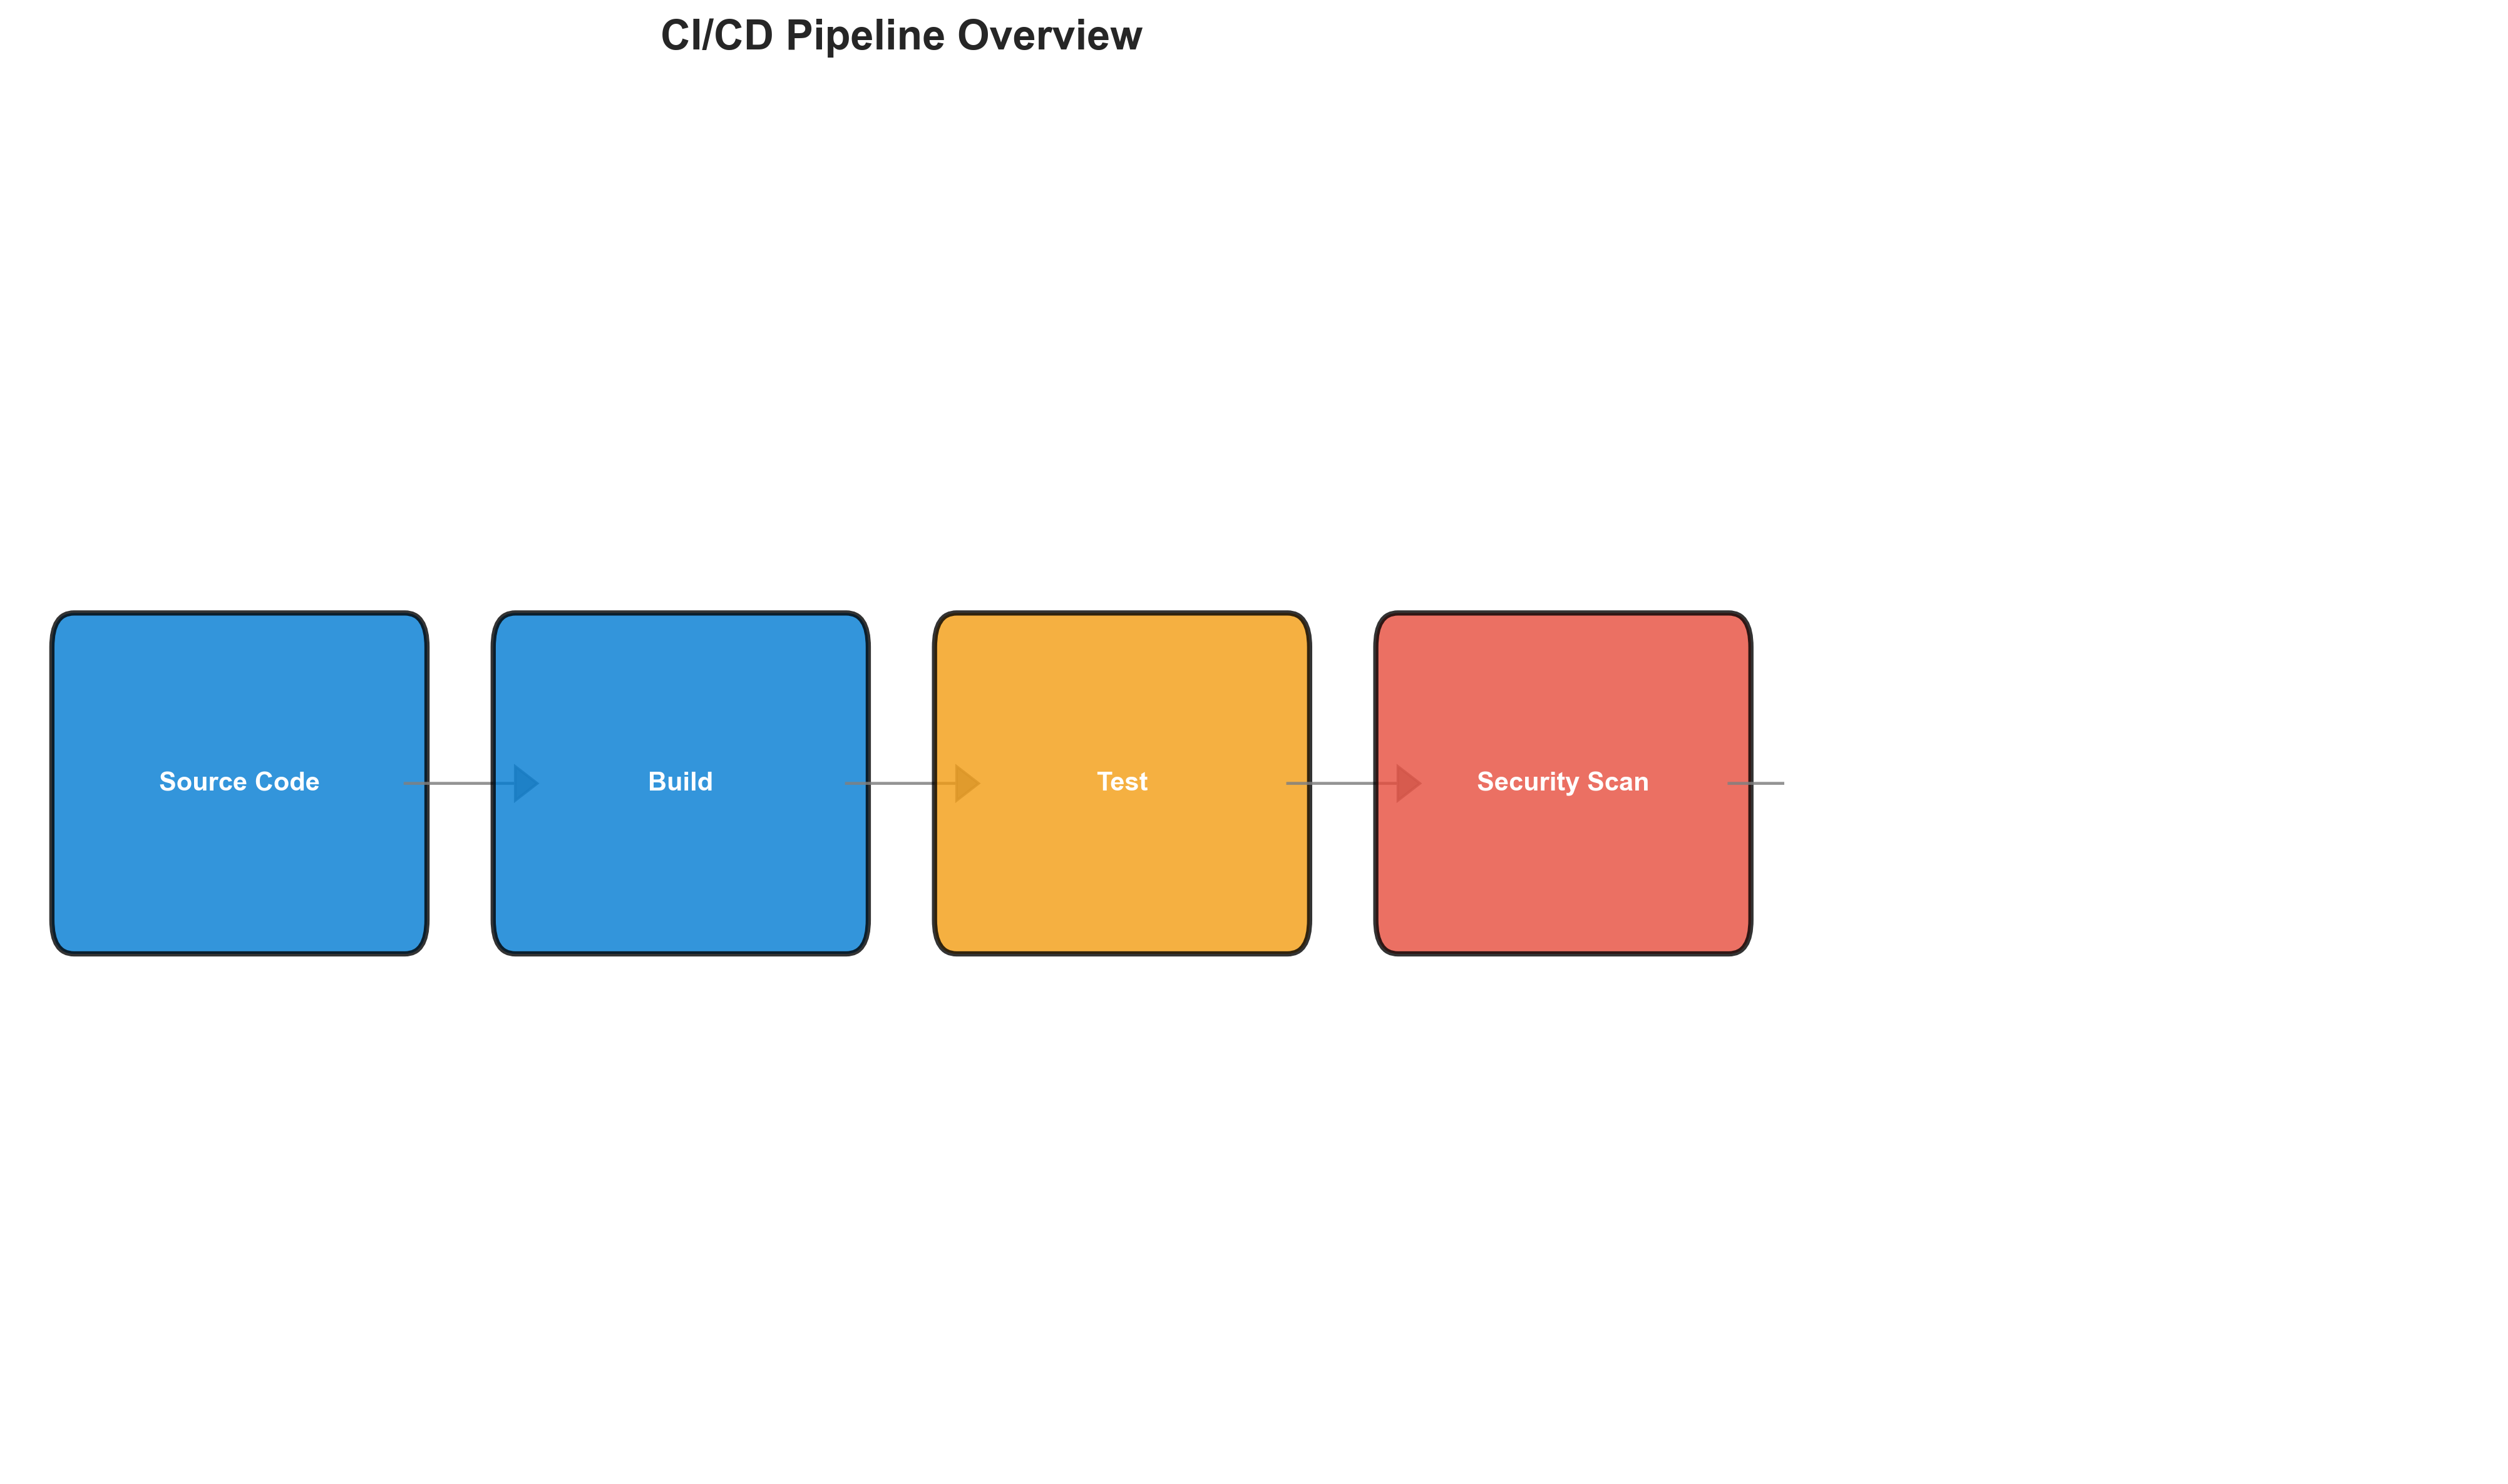 CI/CD Pipeline Overview
Source Code
Build
Test
Security Scan